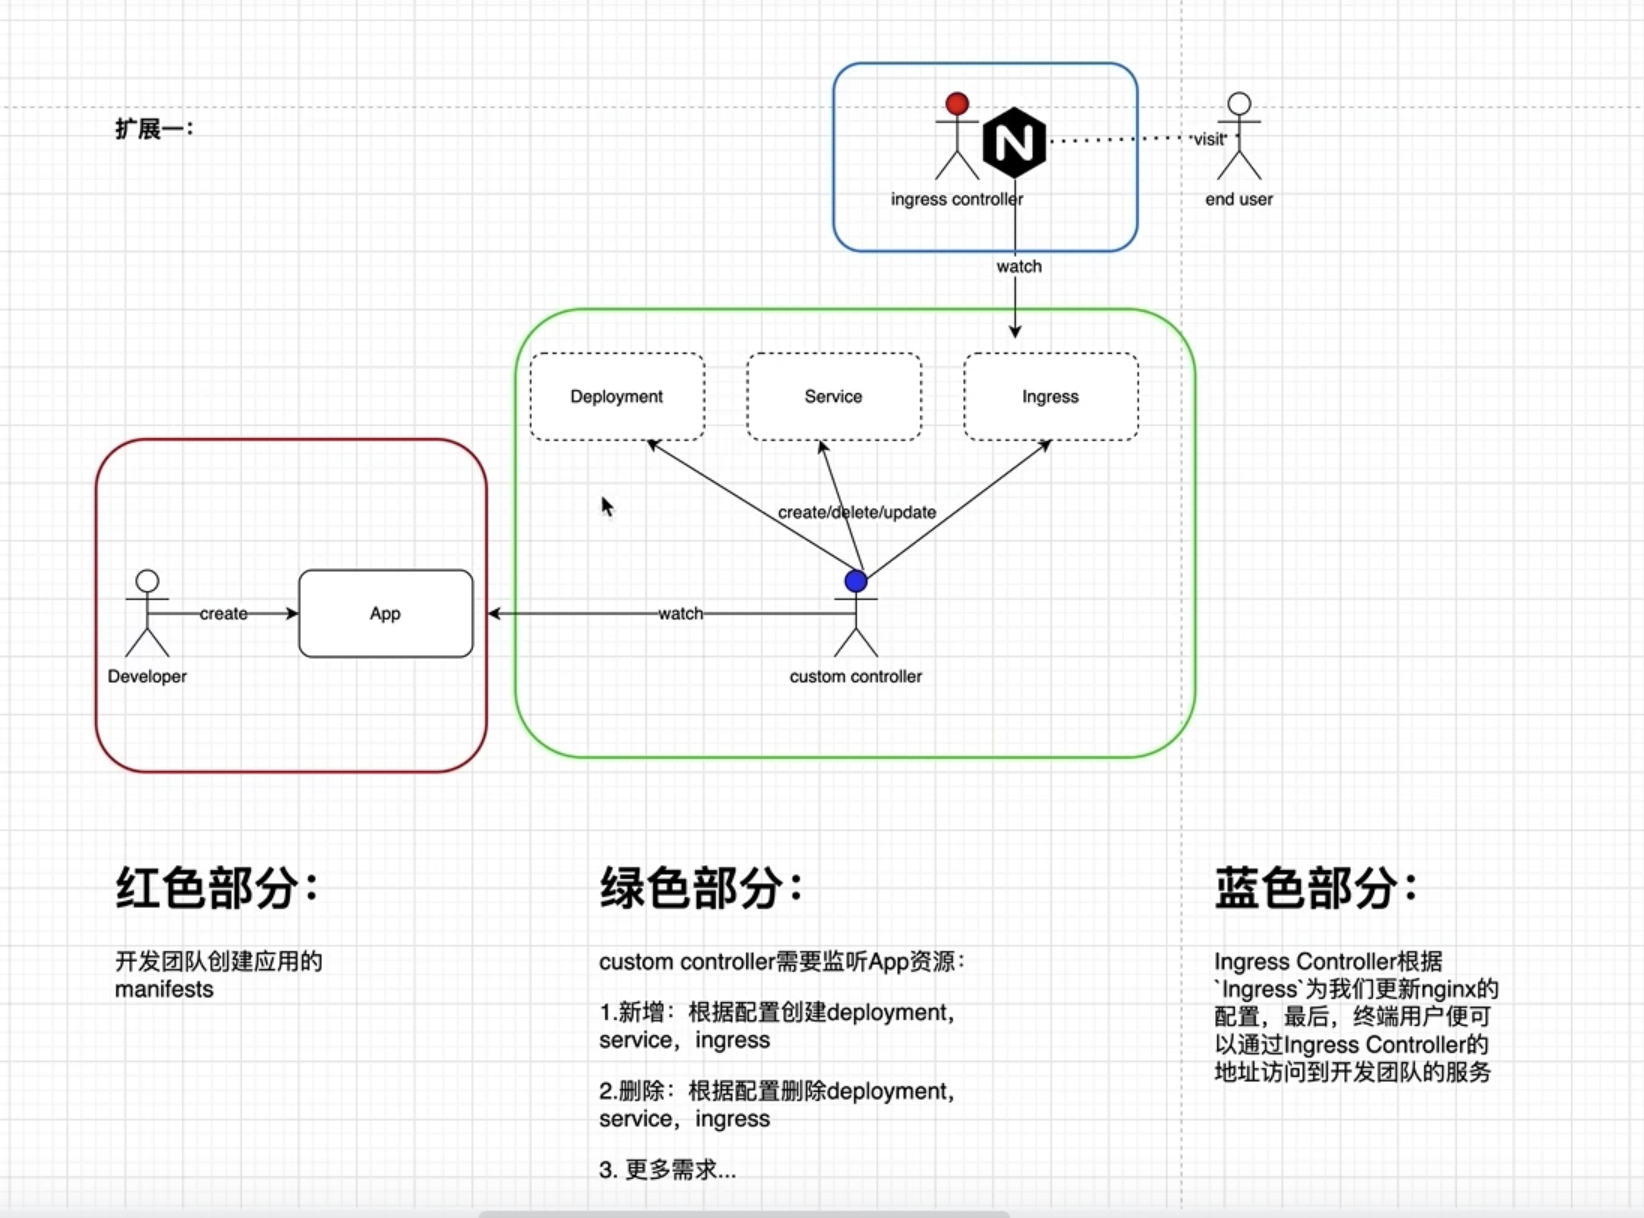 扩展一：
N
visit
ingress controller
end user
watch
Deployment
Service
Ingress
create/delete/update
create
App
watch
Developer
custom controller
红色部分：
开发团队创建应用的
manifests
绿色部分：
custom controller需要监听App资源：
1.新增：根据配置创建deployment，
service，ingress
2.删除：根据配置删除deployment，
service，ingress
3. 更多需求...
蓝色部分：
Ingress Controller根据
`Ingress`为我们更新nginx的
配置，最后，终端用户便可
以通过Ingress Controller的
地址访问到开发团队的服务